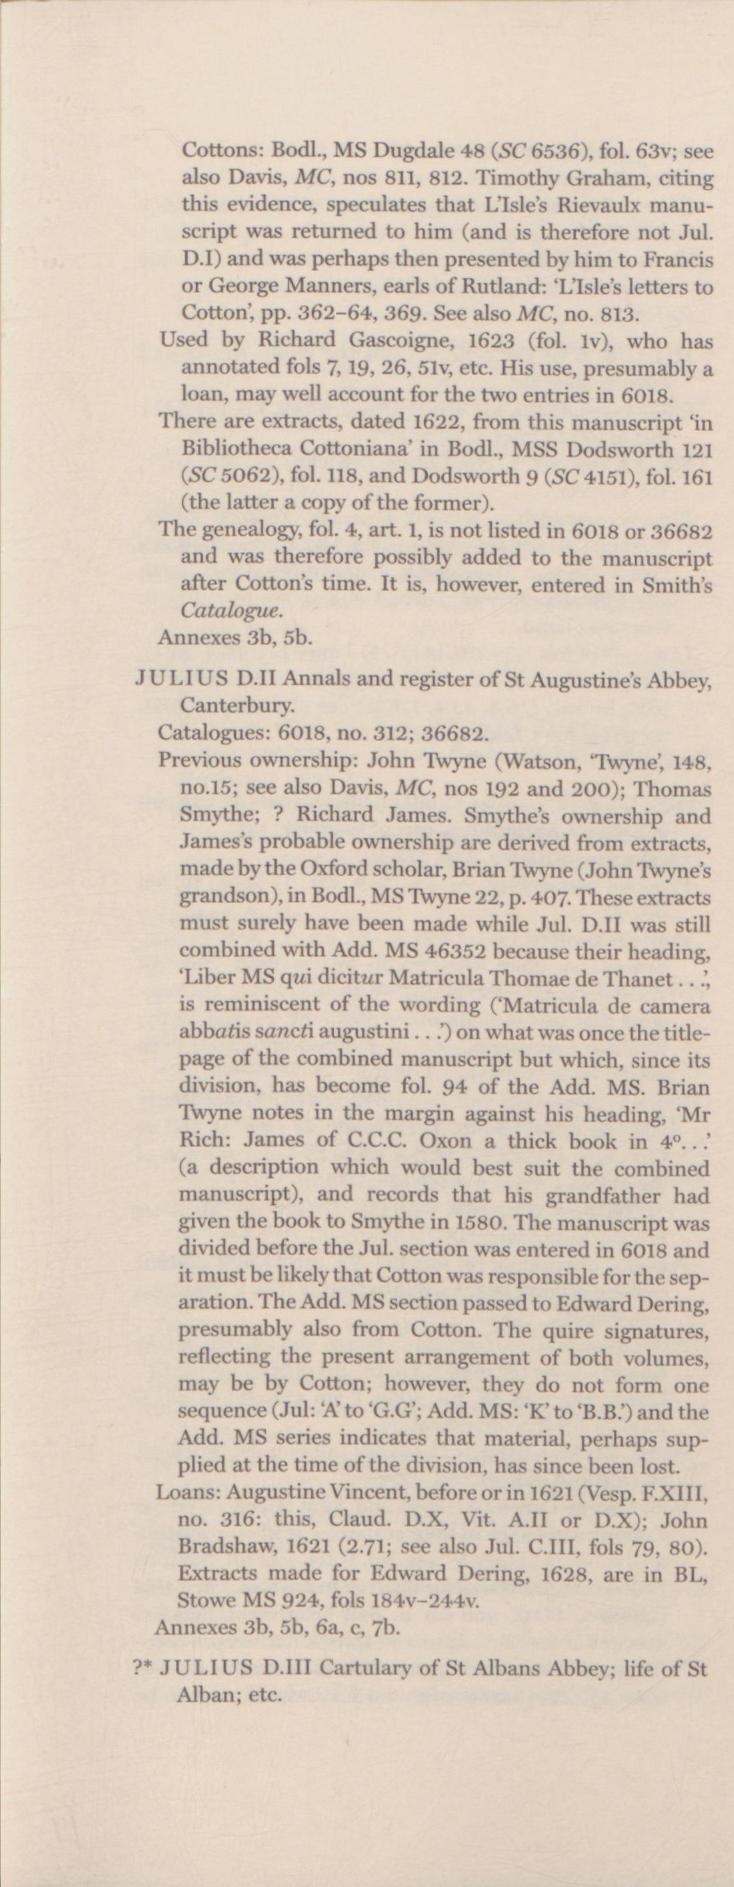 Cottons: Bodl., MS Dugdale 48 (SC 6536), fol. 63v; see
also Davis, MC, nos 811, 812. Timothy Graham, citing
this evidence, speculates that L'Isle's Rievaulx manu-
script was returned to him (and is therefore not Jul.
D.I) and was perhaps then presented by him to Francis
or George Manners, earls of Rutland: ‘L'Isle's letters to
Cotton’, pp. 362–64, 369. See also MC, no. 813.
Used by Richard Gascoigne, 1623 (fol. 1v), who has
annotated fols 7, 19, 26, 51v, etc. His use, presumably a
loan, may well account for the two entries in 6018.
There are extracts, dated 1622, from this manuscript ‘in
Bibliotheca Cottoniana’ in Bodl., MSS Dodsworth 121
(SC 5062), fol. 118, and Dodsworth 9 (SC 4151), fol. 161
(the latter a copy of the former).
The genealogy, fol. 4, art. 1, is not listed in 6018 or 36682
and was therefore possibly added to the manuscript
after Cotton's time. It is, however, entered in Smith's
Catalogue.
Annexes 3b, 5b.
JULIUS D.II Annals and register of St Augustine's Abbey,
Canterbury.
Catalogues: 6018, no. 312; 36682.
Previous ownership: John Twyne (Watson, ‘Twyne’, 148,
no.15; see also Davis, MC, nos 192 and 200); Thomas
Smythe; ? Richard James. Smythe's ownership and
James's probable ownership are derived from extracts,
made by the Oxford scholar, Brian Twyne (John Twyne's
grandson), in Bodl., MS Twyne 22, p. 407. These extracts
must surely have been made while Jul. D.II was still
combined with Add. MS 46352 because their heading,
‘Liber MS qui dicitur Matricula Thomae de Thanet . . .’,
is reminiscent of the wording (‘Matricula de camera
abbatis sancti augustini . . .’) on what was once the title-
page of the combined manuscript but which, since its
division, has become fol. 94 of the Add. MS. Brian
Twyne notes in the margin against his heading, ‘Mr
Rich: James of C.C.C. Oxon a thick book in 4º. . .’
(a description which would best suit the combined
manuscript), and records that his grandfather had
given the book to Smythe in 1580. The manuscript was
divided before the Jul. section was entered in 6018 and
it must be likely that Cotton was responsible for the sep-
aration. The Add. MS section passed to Edward Dering,
presumably also from Cotton. The quire signatures,
reflecting the present arrangement of both volumes,
may be by Cotton; however, they do not form one
sequence (Jul: ‘A’ to ‘G.G’; Add. MS: ‘K’ to ‘B.B.’) and the
Add. MS series indicates that material, perhaps sup-
plied at the time of the division, has since been lost.
Loans: Augustine Vincent, before or in 1621 (Vesp. F.XIII,
no. 316: this, Claud. D.X, Vit. A.II or D.X); John
Bradshaw, 1621 (2.71; see also Jul. C.III, fols 79, 80).
Extracts made for Edward Dering, 1628, are in BL,
Stowe MS 924, fols 184v–244v.
Annexes 3b, 5b, 6a, c, 7b.
?* JULIUS D.III Cartulary of St Albans Abbey; life of St
Alban; etc.